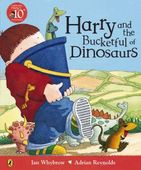 10
Harry and the
Bucketful of
Dinosaurs
Ian Whybrow
Adrian Reynolds